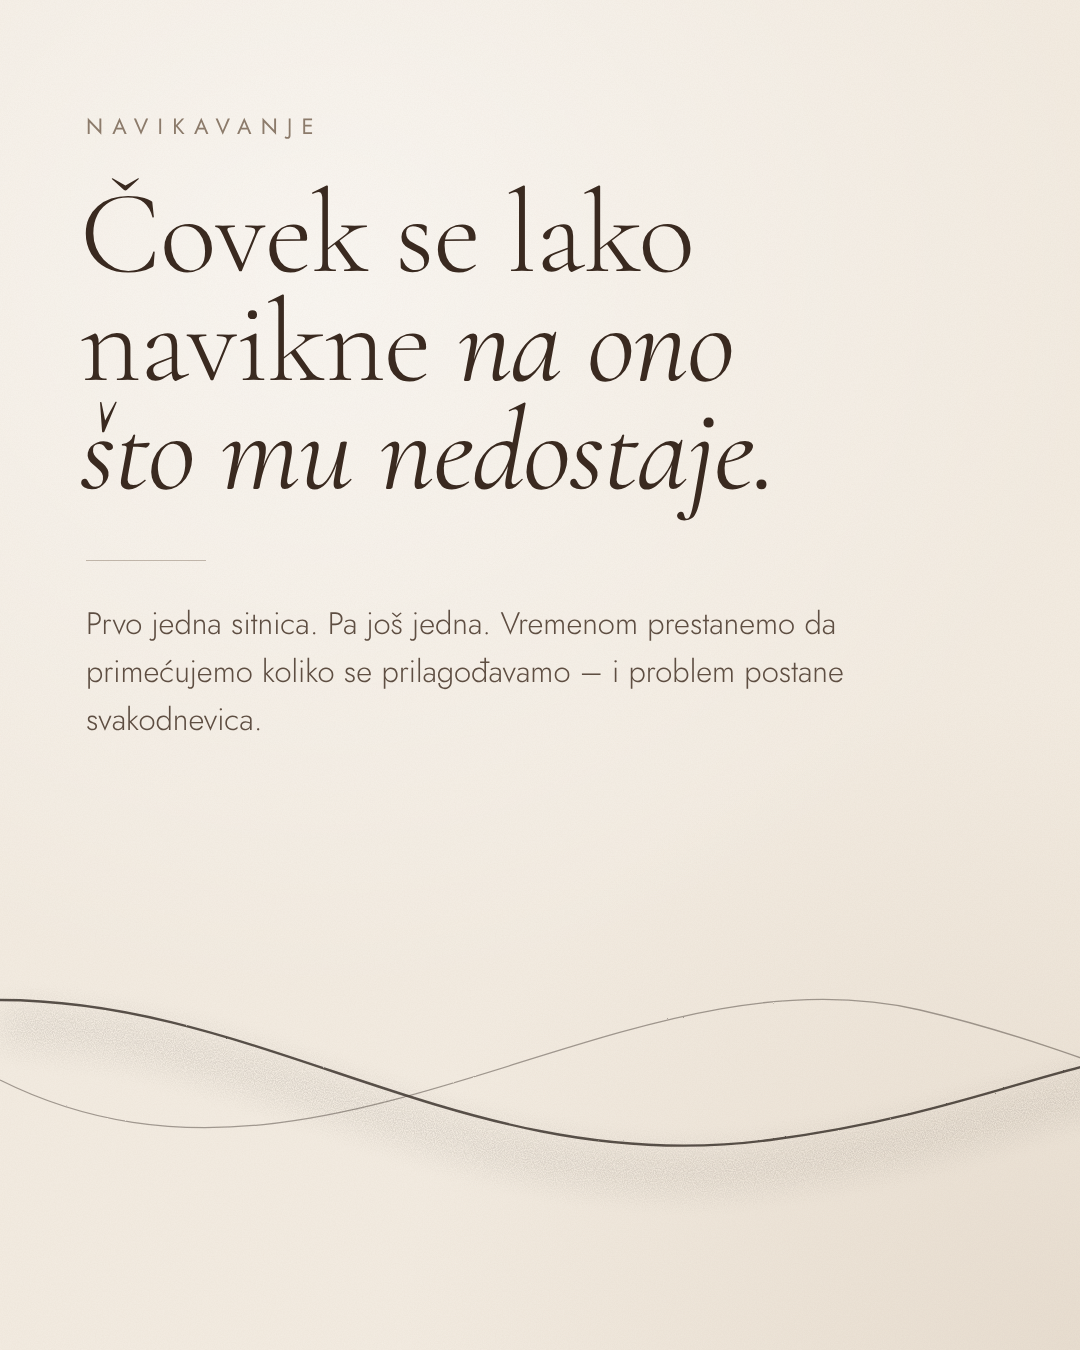 NAVIKAVANJE
Čovek se lako
navikne na ono
što mu nedostaje.
Prvo jedna sitnica. Pa još jedna. Vremenom prestanemo da
primećujemo koliko se prilagođavamo – i problem postane
svakodnevica.